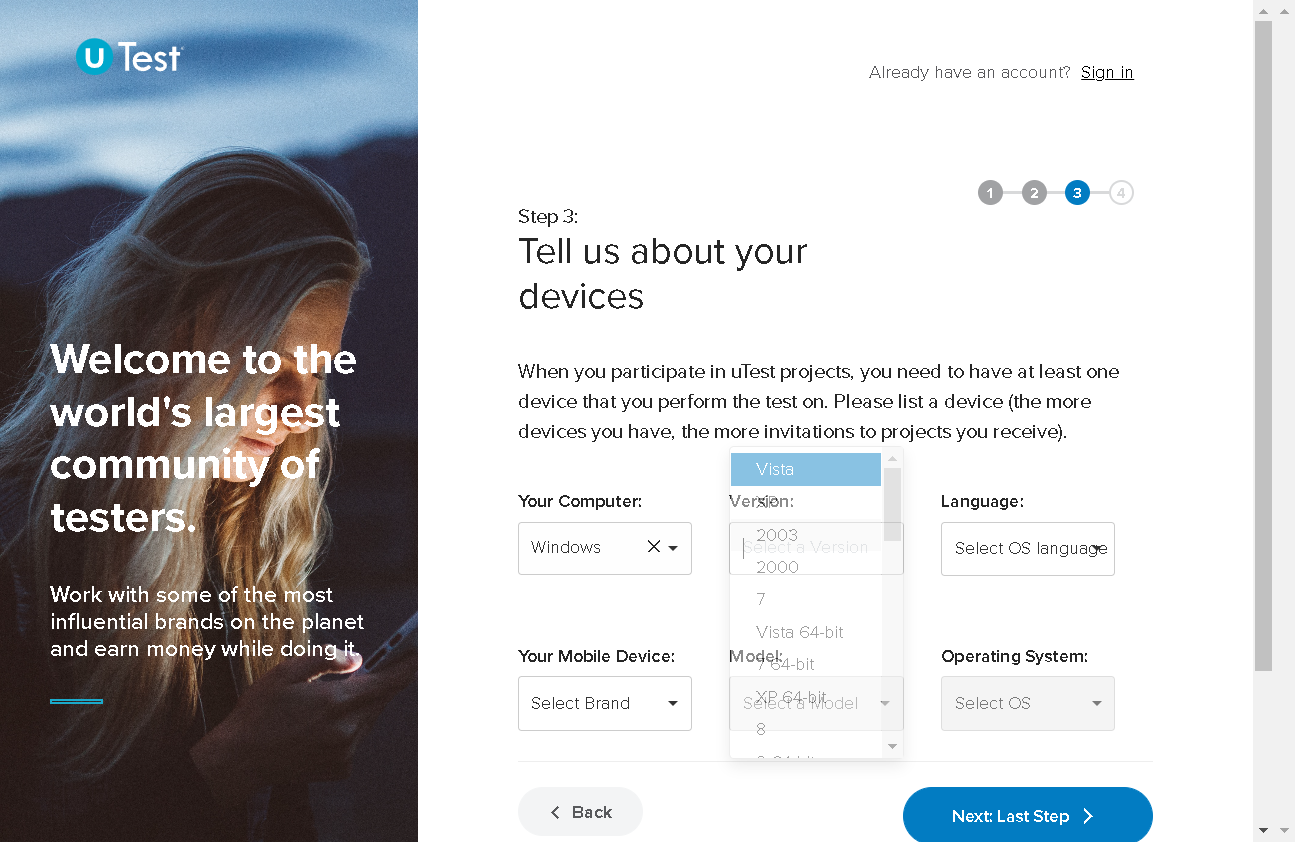 U Test
Already have an account? Sign in
1 2 3 4
Step 3:
Tell us about your
devices
Welcome to the
world's largest
community of
testers.
Work with some of the most
influential brands on the planet
and earn money while doing it.
When you participate in uTest projects, you need to have at least one
device that you perform the test on. Please list a device (the more
devices you have, the more invitations to projects you receive).
Your Computer:
Windows
Version:
Select a Version
Language:
Select OS language
Vista
XP
2003
2000
7
Vista 64-bit
7 64-bit
XP 64-bit
8
Your Mobile Device:
Select Brand
Model:
Select a Model
Operating System:
Select OS
Back
Next: Last Step